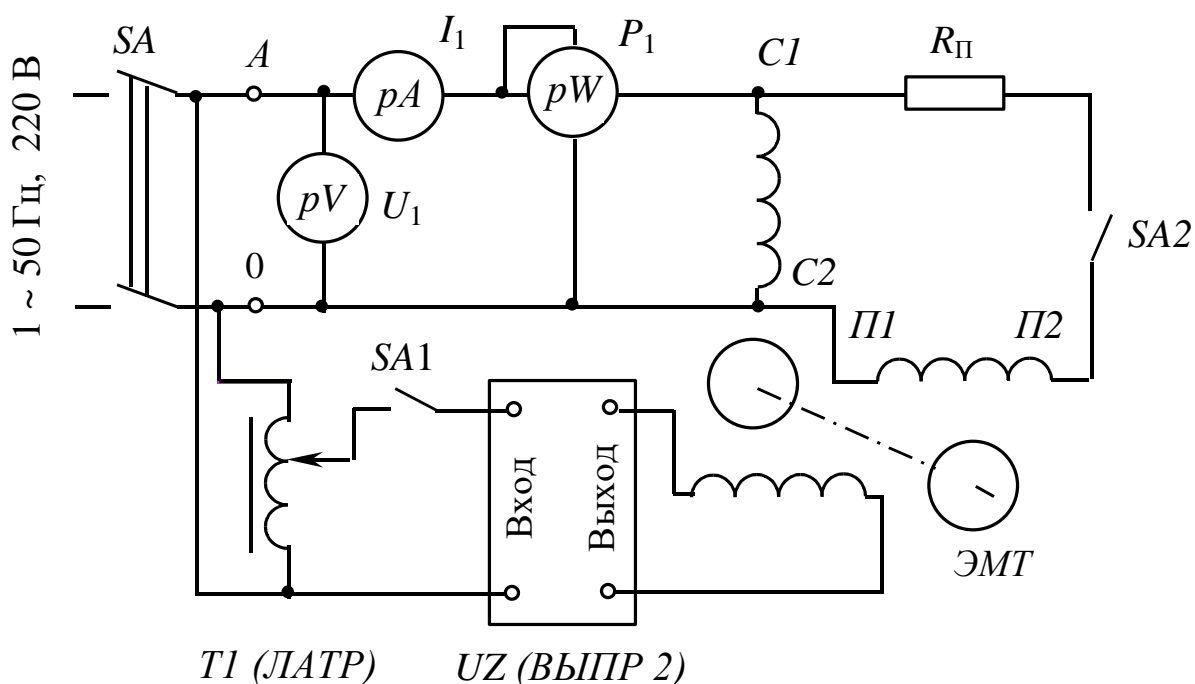 1 ~ 50 Гц, 220 В
SA
A
I1
P1
C1
RП
pA
pW
pV
U1
SA2
0
C2
П1
П2
SA1
Вход
Выход
ЭМТ
T1 (ЛАТР)
UZ (ВЫПР 2)